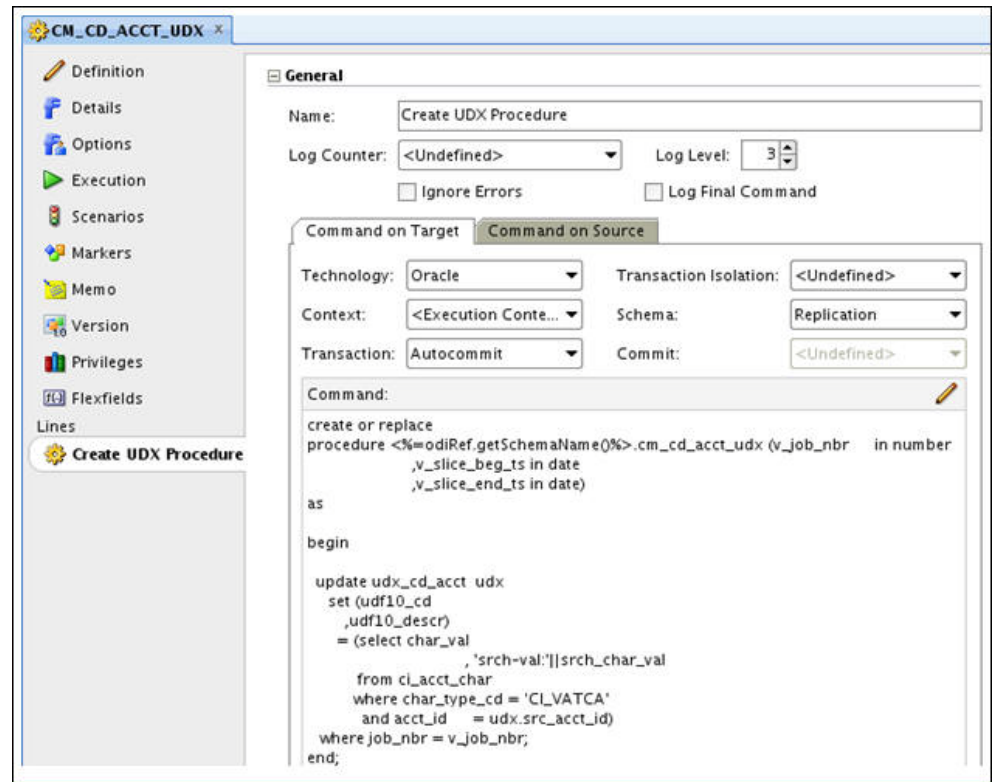 CM_CD_ACCT_UDX ×
Definition
Details
Options
Execution
Scenarios
Markers
Memo
Version
Privileges
Flexfields
Lines
Create UDX Procedure
General
Name: Create UDX Procedure
Log Counter: <Undefined> Log Level: 3
Ignore Errors Log Final Command
Command on Target Command on Source
Technology: Oracle Transaction Isolation: <Undefined>
Context: <Execution Conte... Schema: Replication
Transaction: Autocommit Commit: <Undefined>
Command:
create or replace
procedure <%=odiRef.getSchemaName()%>.cm_cd_acct_udx (v_job_nbr in number
,v_slice_beg_ts in date
,v_slice_end_ts in date)
as
begin
update udx_cd_acct udx
set (udf10_cd
,udf10_descr)
= (select char_val
, 'srch-val:'||srch_char_val
from ci_acct_char
where char_type_cd = 'CI_VATCA'
and acct_id = udx.src_acct_id)
where job_nbr = v_job_nbr;
end;